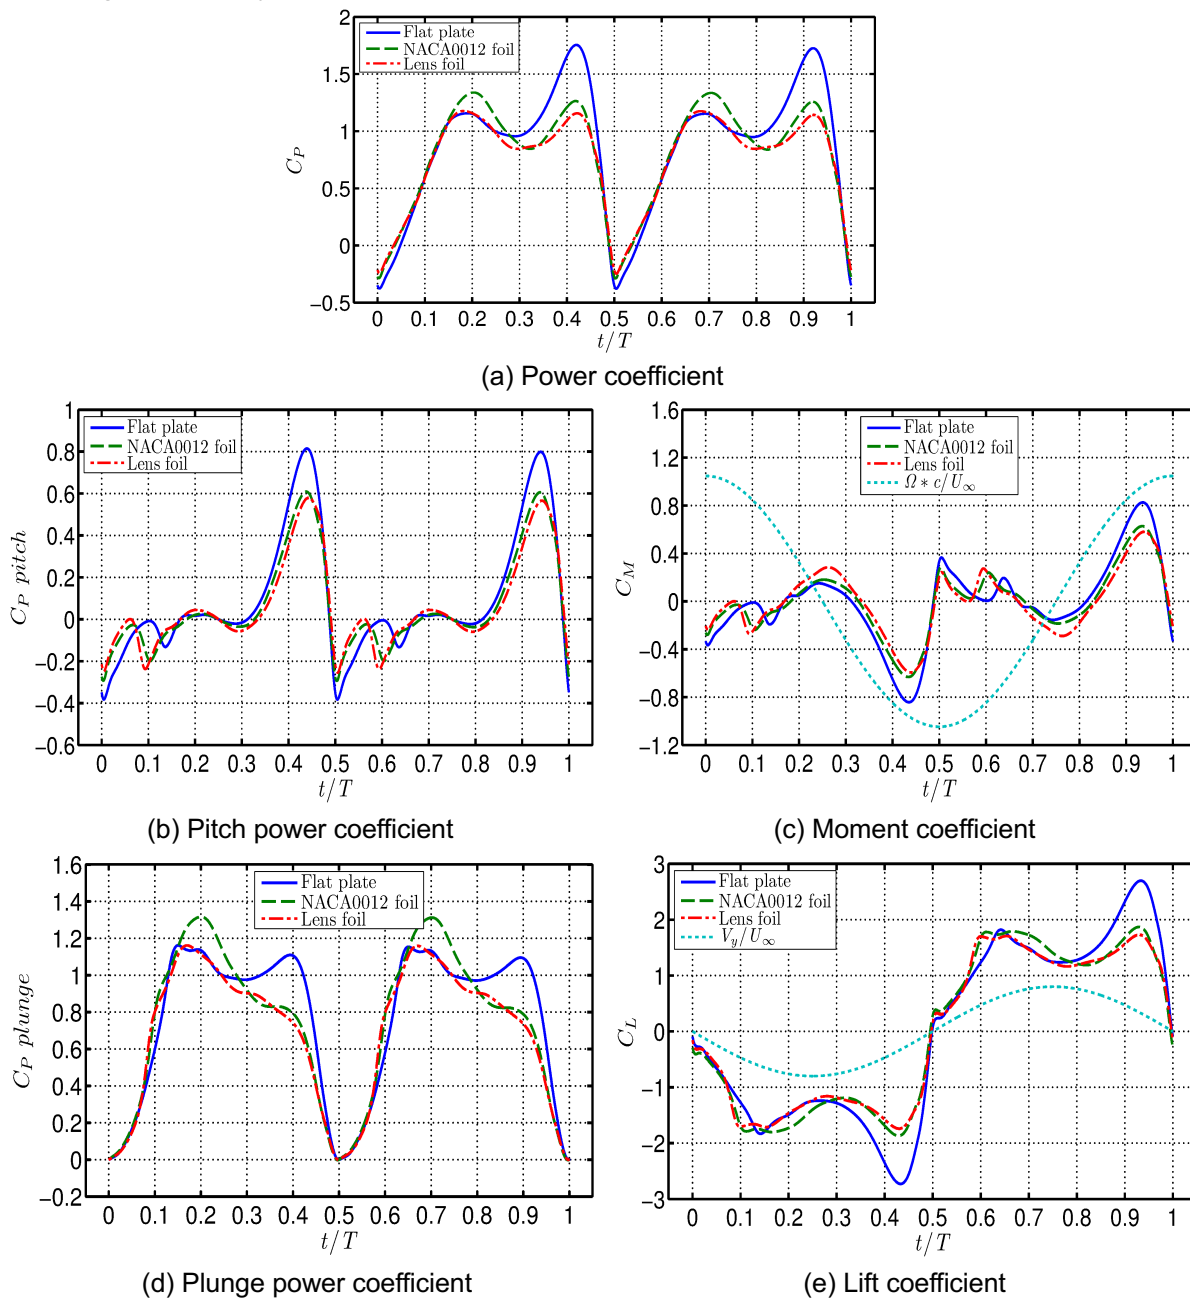 2
1.5
1
0.5
0
−0.5
C_P
Flat plate
NACA0012 foil
Lens foil
0 0.1 0.2 0.3 0.4 0.5 0.6 0.7 0.8 0.9 1
t/T
(a) Power coefficient
1
0.8
0.6
0.4
0.2
0
−0.2
−0.4
−0.6
C_P pitch
Flat plate
NACA0012 foil
Lens foil
0 0.1 0.2 0.3 0.4 0.5 0.6 0.7 0.8 0.9 1
t/T
(b) Pitch power coefficient
1.6
1.2
0.8
0.4
0
−0.4
−0.8
−1.2
C_M
Flat plate
NACA0012 foil
Lens foil
Ω ∗ c/U_∞
0 0.1 0.2 0.3 0.4 0.5 0.6 0.7 0.8 0.9 1
t/T
(c) Moment coefficient
1.6
1.4
1.2
1
0.8
0.6
0.4
0.2
0
−0.2
C_P plunge
Flat plate
NACA0012 foil
Lens foil
0 0.1 0.2 0.3 0.4 0.5 0.6 0.7 0.8 0.9 1
t/T
(d) Plunge power coefficient
3
2
1
0
−1
−2
−3
C_L
Flat plate
NACA0012 foil
Lens foil
V_y/U_∞
0 0.1 0.2 0.3 0.4 0.5 0.6 0.7 0.8 0.9 1
t/T
(e) Lift coefficient